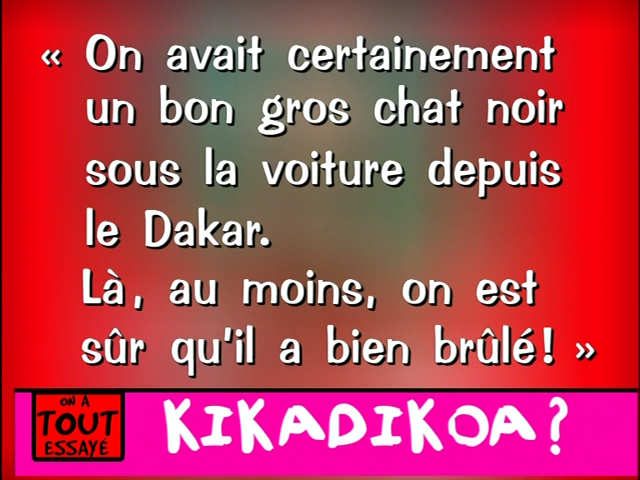 « On avait certainement
un bon gros chat noir
sous la voiture depuis
le Dakar.
Là, au moins, on est
sûr qu'il a bien brûlé! »
ON A
TOUT
ESSAYÉ
KIKADIKOA?